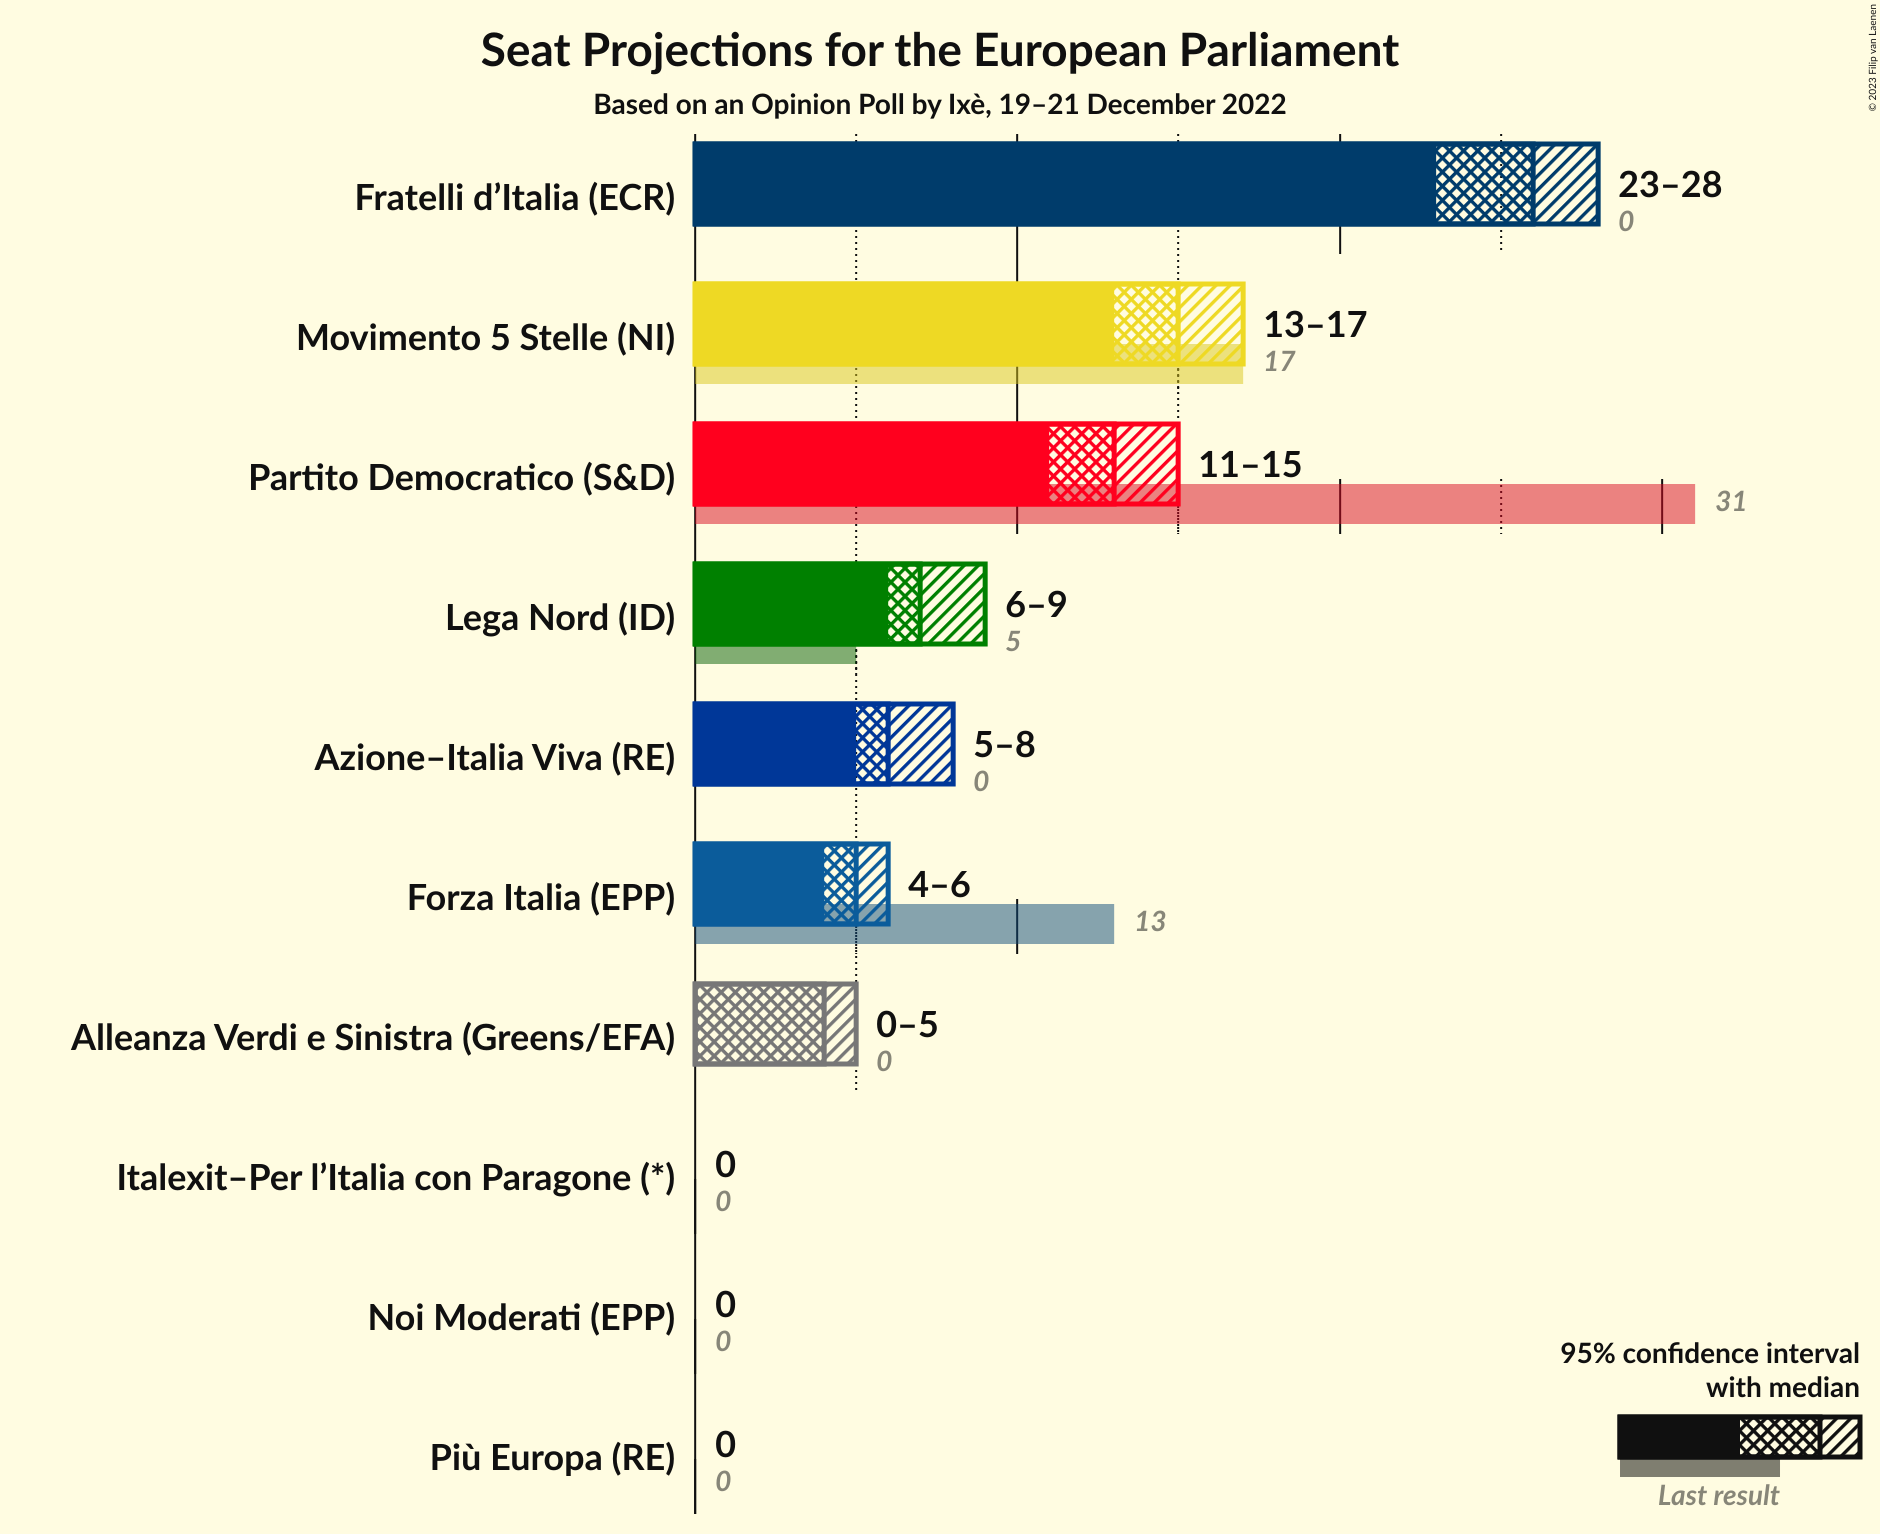 Seat Projections for the European Parliament
Based on an Opinion Poll by Ixè, 19–21 December 2022
© 2023 Filip van Laenen
Fratelli d’Italia (ECR)
23–28
0
Movimento 5 Stelle (NI)
13–17
17
Partito Democratico (S&D)
11–15
31
Lega Nord (ID)
6–9
5
Azione–Italia Viva (RE)
5–8
0
Forza Italia (EPP)
4–6
13
Alleanza Verdi e Sinistra (Greens/EFA)
0–5
0
Italexit–Per l’Italia con Paragone (*)
0
0
Noi Moderati (EPP)
0
0
Più Europa (RE)
0
0
95% confidence interval
with median
Last result